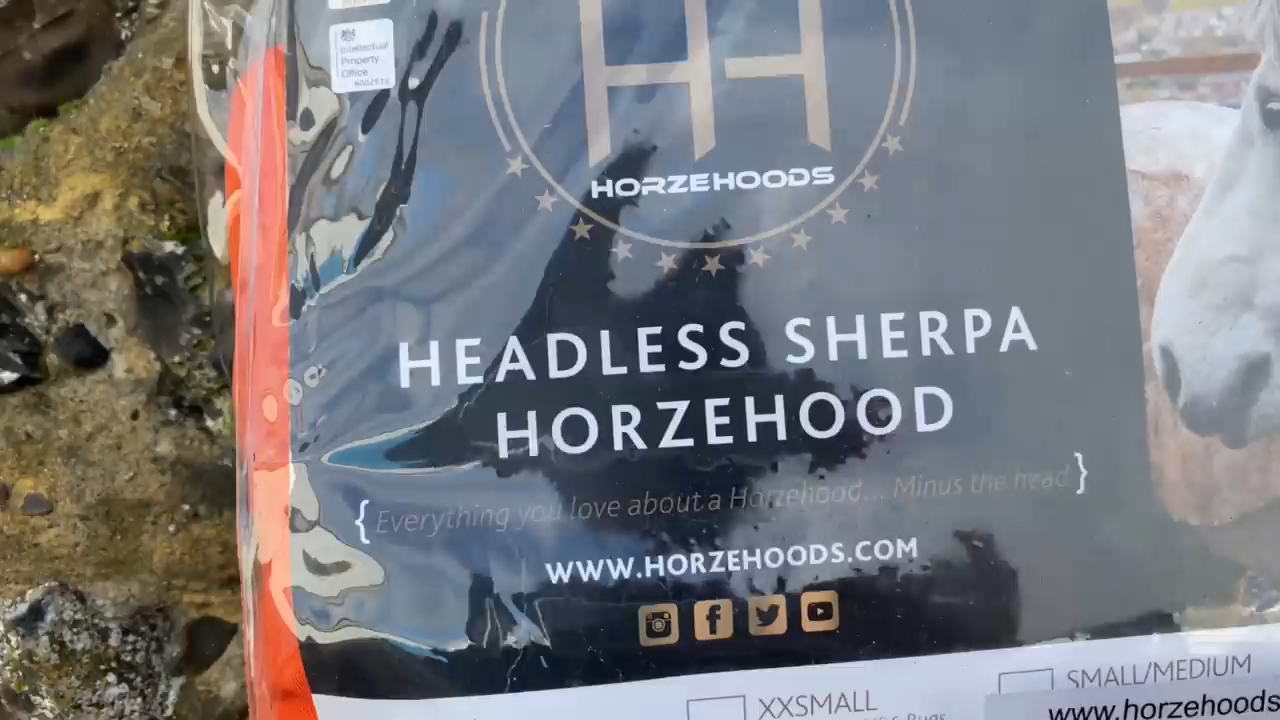 Intellectual
Property
Office
HH
HORZEHOODS
HEADLESS SHERPA
HORZEHOOD
{Everything you love about a Horzehood... Minus the head}
WWW.HORZEHOODS.COM
SMALL/MEDIUM
XXSMALL
Rugs
www.horzehoods